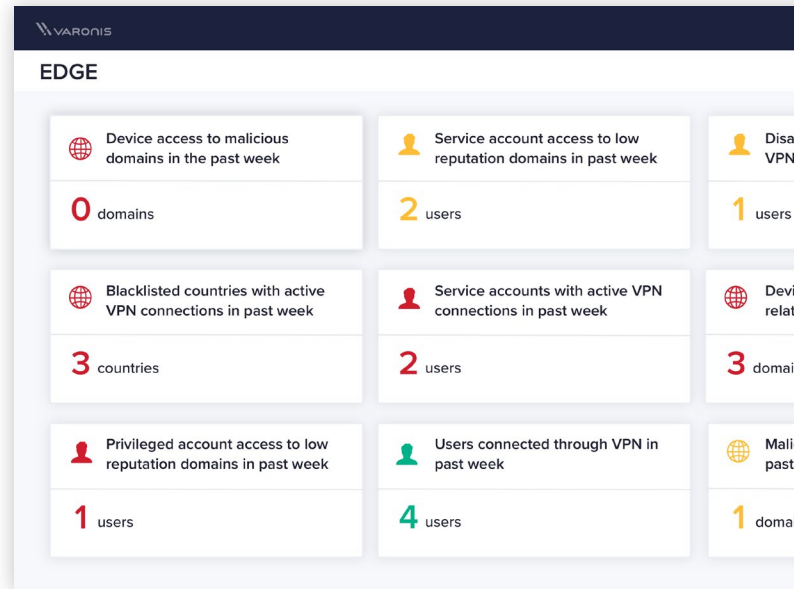 VARONIS
EDGE
Device access to malicious
domains in the past week
0 domains
Service account access to low
reputation domains in past week
2 users
VPN
1 users
Blacklisted countries with active
VPN connections in past week
3 countries
Service accounts with active VPN
connections in past week
2 users
3
Privileged account access to low
reputation domains in past week
1 users
Users connected through VPN in
past week
4 users
past
1